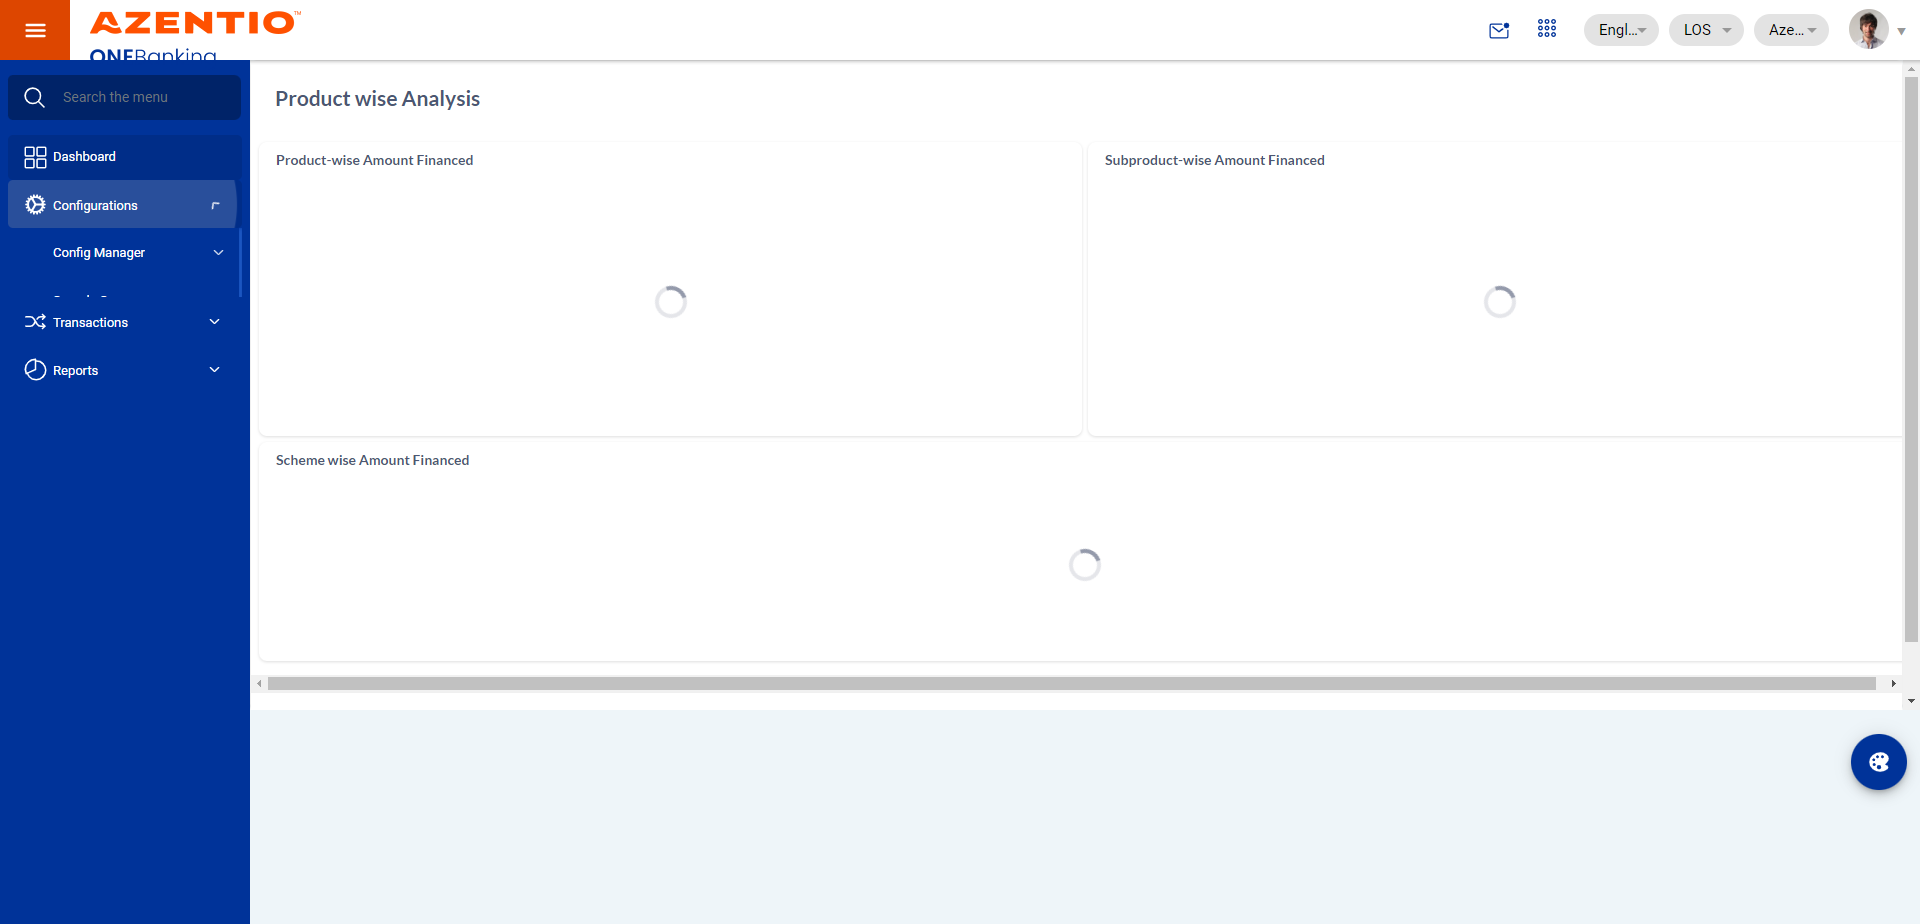 AZENTIO™
ONEBanking
Engl...
LOS
Aze...
Search the menu
Dashboard
Configurations
Config Manager
Transactions
Reports
Product wise Analysis
Product-wise Amount Financed
Subproduct-wise Amount Financed
Scheme wise Amount Financed